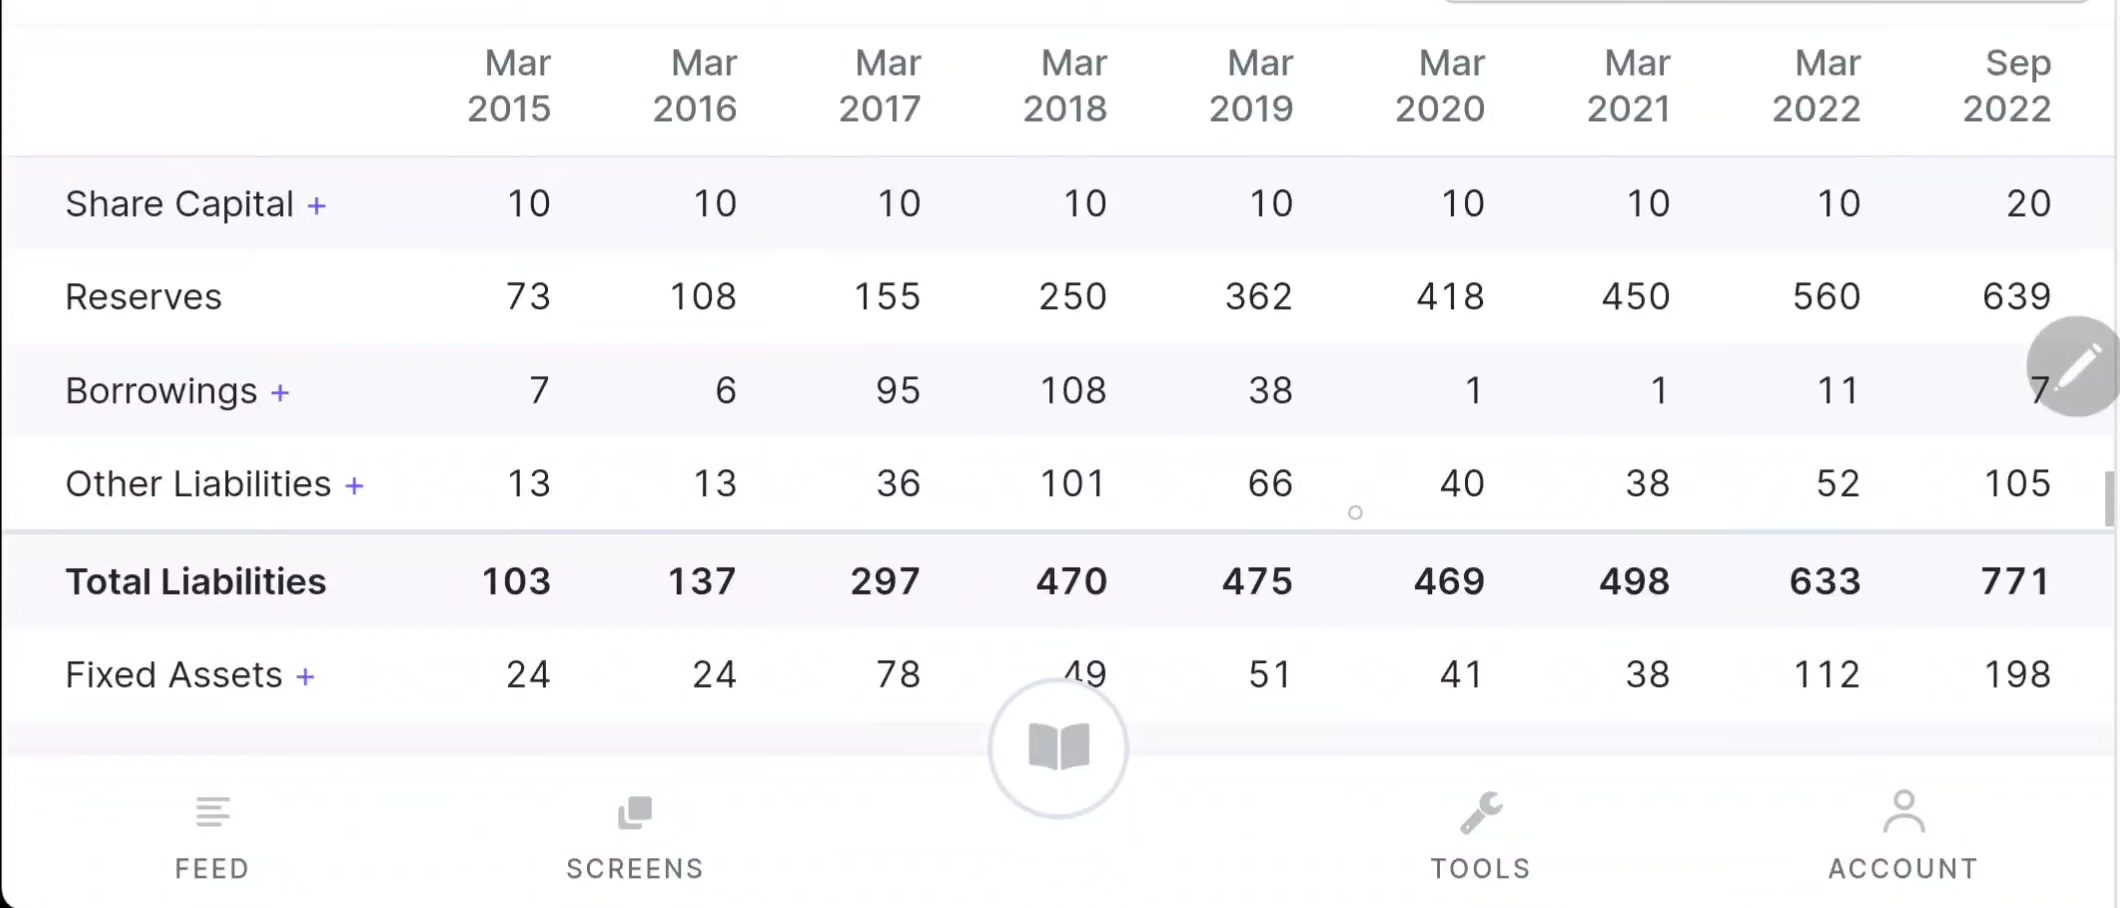 Mar Mar Mar Mar Mar Mar Mar Mar Sep
2015 2016 2017 2018 2019 2020 2021 2022 2022
Share Capital + 10 10 10 10 10 10 10 10 20
Reserves 73 108 155 250 362 418 450 560 639
Borrowings + 7 6 95 108 38 1 1 11 7
Other Liabilities + 13 13 36 101 66 40 38 52 105
Total Liabilities 103 137 297 470 475 469 498 633 771
Fixed Assets + 24 24 78 49 51 41 38 112 198
FEED SCREENS TOOLS ACCOUNT